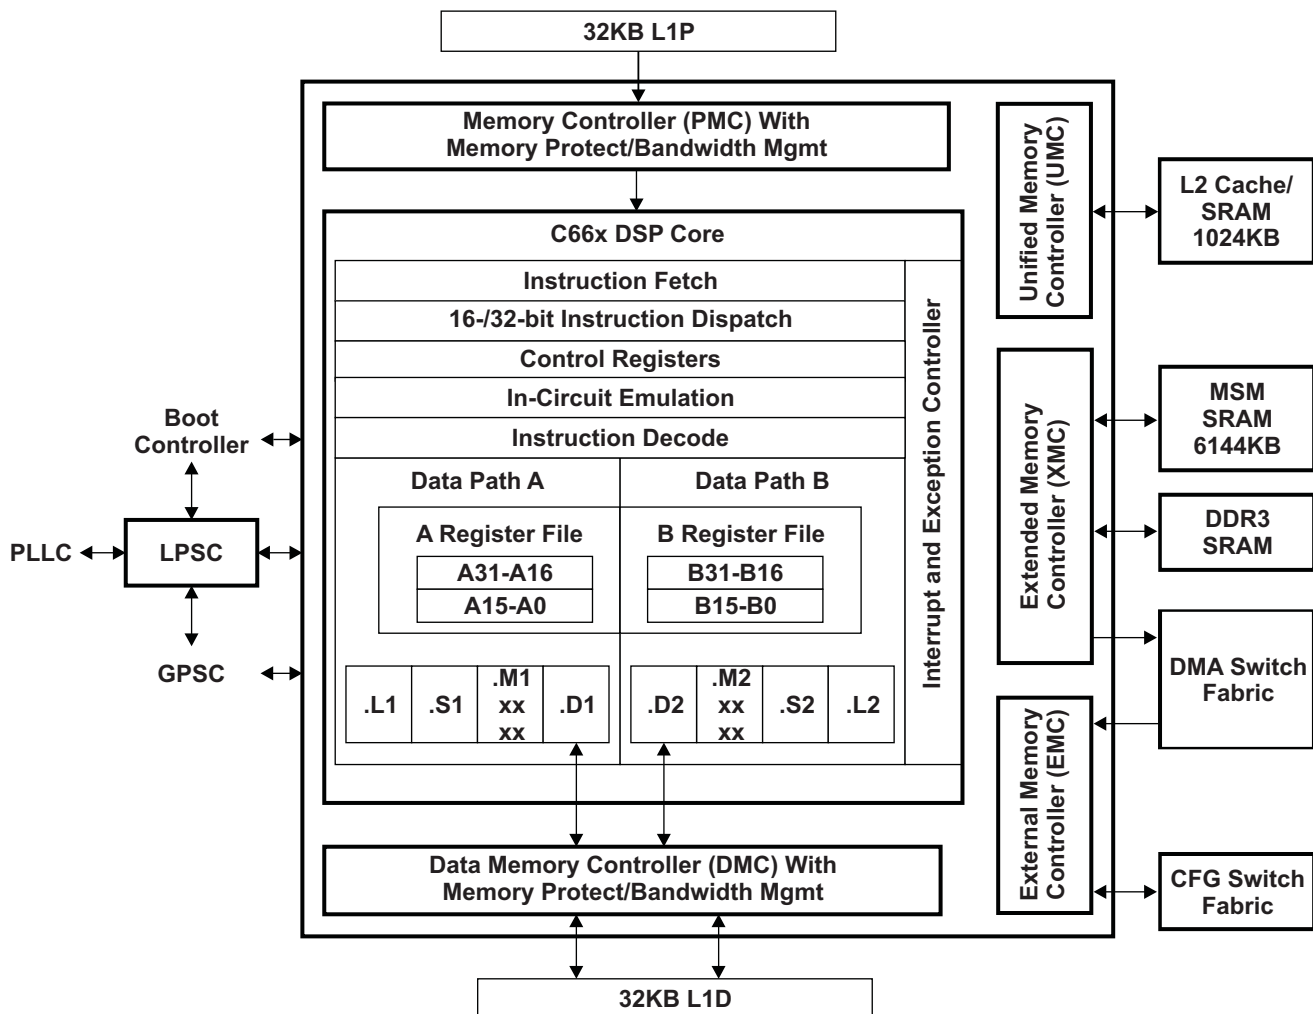 32KB L1P
Memory Controller (PMC) With
Memory Protect/Bandwidth Mgmt
C66x DSP Core
Instruction Fetch
16-/32-bit Instruction Dispatch
Control Registers
In-Circuit Emulation
Instruction Decode
Data Path A
Data Path B
A Register File
B Register File
A31-A16
A15-A0
B31-B16
B15-B0
.L1
.S1
.M1
xx
xx
.D1
.D2
.M2
xx
xx
.S2
.L2
Interrupt and Exception Controller
Data Memory Controller (DMC) With
Memory Protect/Bandwidth Mgmt
32KB L1D
Boot
Controller
PLLC
LPSC
GPSC
Unified Memory
Controller (UMC)
Extended Memory
Controller (XMC)
External Memory
Controller (EMC)
L2 Cache/
SRAM
1024KB
MSM
SRAM
6144KB
DDR3
SRAM
DMA Switch
Fabric
CFG Switch
Fabric